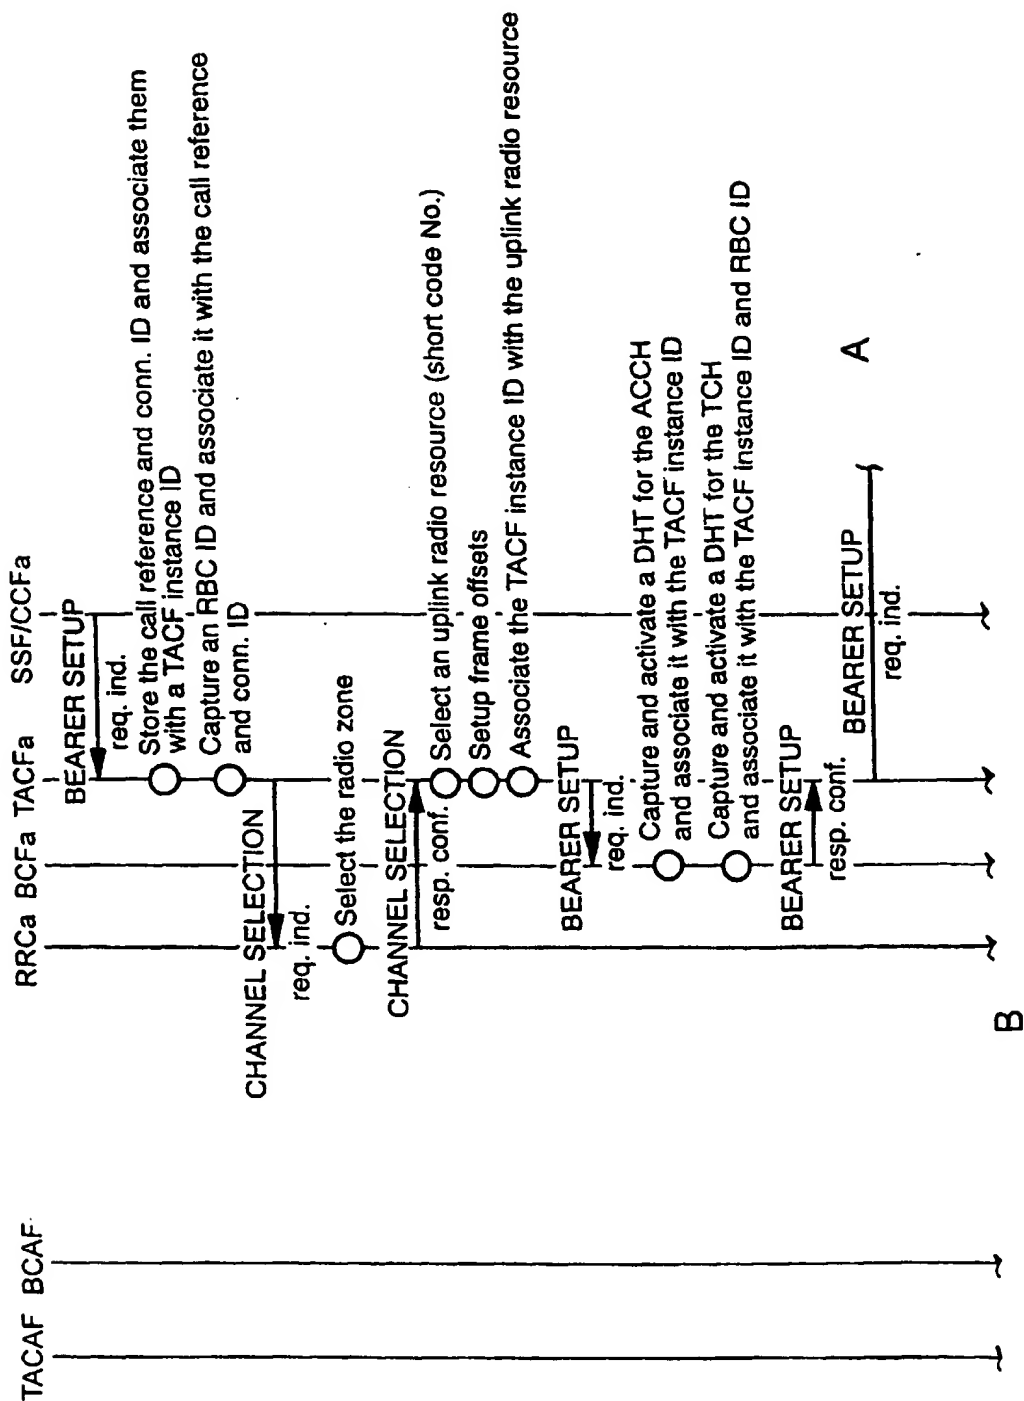 TACAF BCAF
RRCa BCFa TACFa SSF/CCFa
BEARER SETUP
req. ind.
Store the call reference and conn. ID and associate them
with a TACF instance ID
Capture an RBC ID and associate it with the call reference
and conn. ID
CHANNEL SELECTION
req. ind.
Select the radio zone
CHANNEL SELECTION
resp. conf.
Select an uplink radio resource (short code No.)
Setup frame offsets
Associate the TACF instance ID with the uplink radio resource
BEARER SETUP
req. ind.
Capture and activate a DHT for the ACCH
and associate it with the TACF instance ID
Capture and activate a DHT for the TCH
and associate it with the TACF instance ID and RBC ID
BEARER SETUP
resp. conf.
BEARER SETUP
req. ind.
A
B